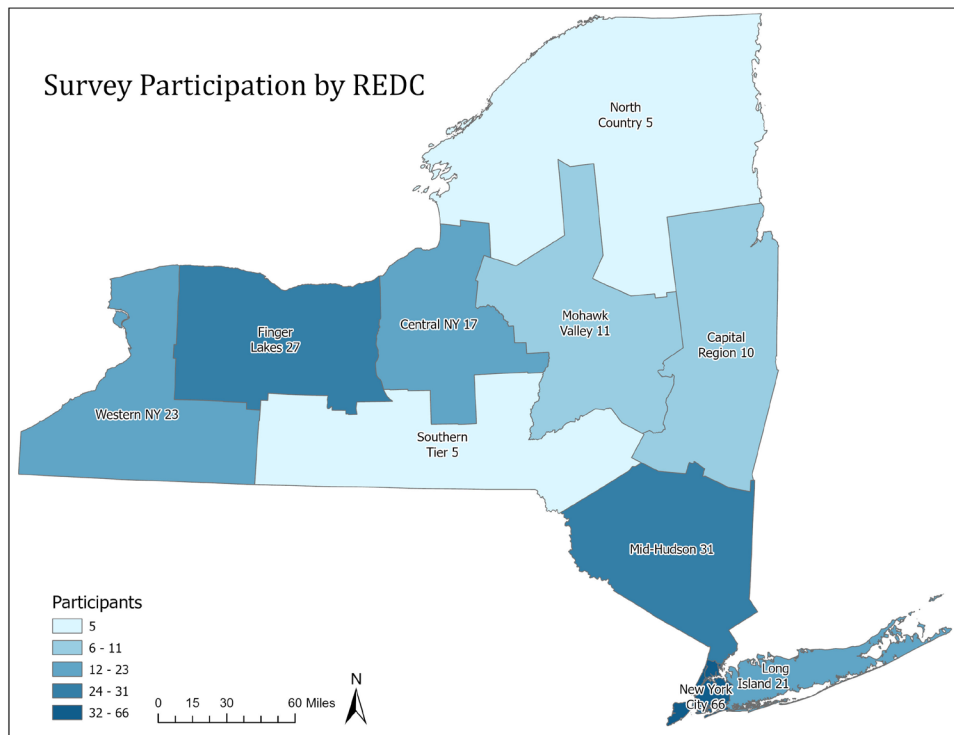 Survey Participation by REDC
North
Country 5
Finger
Lakes 27
Central NY 17
Mohawk
Valley 11
Capital
Region 10
Western NY 23
Southern
Tier 5
Mid-Hudson 31
Long
Island 21
New York
City 66
Participants
5
6 - 11
12 - 23
24 - 31
32 - 66
0 15 30 60 Miles
N